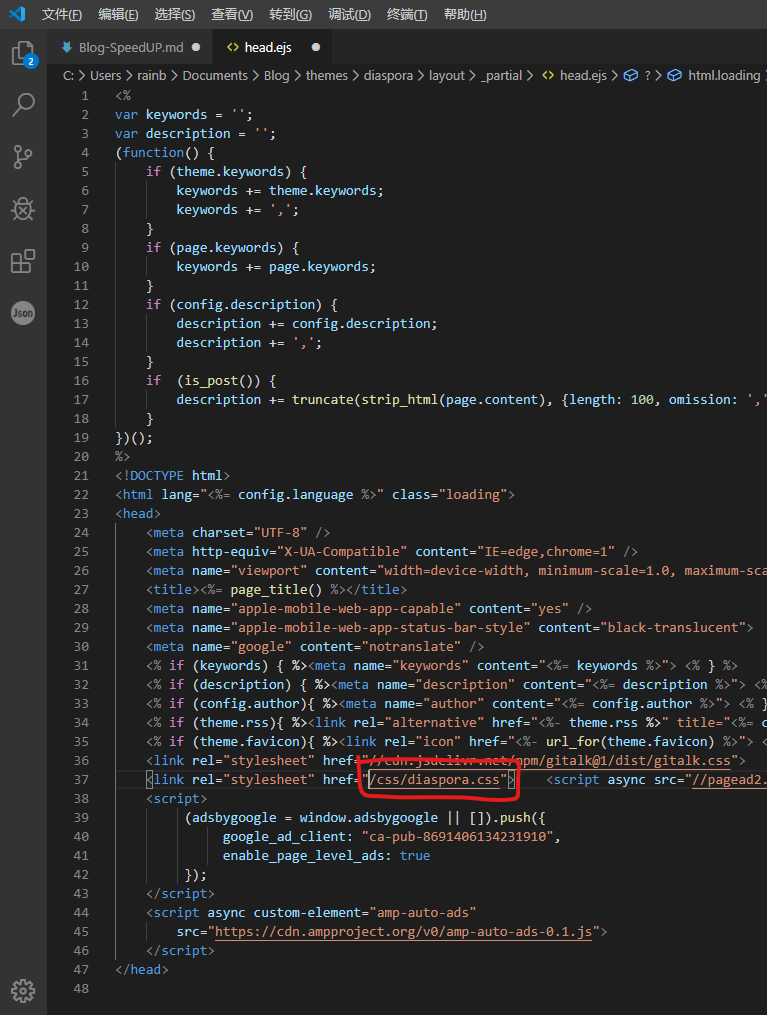 文件(F) 编辑(E) 选择(S) 查看(V) 转到(G) 调试(D) 终端(T) 帮助(H)
Blog-SpeedUP.md head.ejs
C: > Users > rainb > Documents > Blog > themes > diaspora > layout > _partial > head.ejs > ? > html.loading
2
Json
1 <%
2 var keywords = '';
3 var description = '';
4 (function() {
5 if (theme.keywords) {
6 keywords += theme.keywords;
7 keywords += ',';
8 }
9 if (page.keywords) {
10 keywords += page.keywords;
11 }
12 if (config.description) {
13 description += config.description;
14 description += ',';
15 }
16 if (is_post()) {
17 description += truncate(strip_html(page.content), {length: 100, omission: ','
18 }
19 })();
20 %>
21 <!DOCTYPE html>
22 <html lang="<%= config.language %>" class="loading">
23 <head>
24 <meta charset="UTF-8" />
25 <meta http-equiv="X-UA-Compatible" content="IE=edge,chrome=1" />
26 <meta name="viewport" content="width=device-width, minimum-scale=1.0, maximum-sca
27 <title><%= page_title() %></title>
28 <meta name="apple-mobile-web-app-capable" content="yes" />
29 <meta name="apple-mobile-web-app-status-bar-style" content="black-translucent">
30 <meta name="google" content="notranslate" />
31 <% if (keywords) { %><meta name="keywords" content="<%= keywords %>"> <% } %>
32 <% if (description) { %><meta name="description" content="<%= description %>"> <%
33 <% if (config.author){ %><meta name="author" content="<%= config.author %>"> <% }
34 <% if (theme.rss){ %><link rel="alternative" href="<%- theme.rss %>" title="<%= c
35 <% if (theme.favicon){ %><link rel="icon" href="<%- url_for(theme.favicon) %>"> <
36 <link rel="stylesheet" href="//cdn.jsdelivr.net/npm/gitalk@1/dist/gitalk.css">
37 <link rel="stylesheet" href="/css/diaspora.css"> <script async src="//pagead2.
38 <script>
39 (adsbygoogle = window.adsbygoogle || []).push({
40 google_ad_client: "ca-pub-8691406134231910",
41 enable_page_level_ads: true
42 });
43 </script>
44 <script async custom-element="amp-auto-ads"
45 src="https://cdn.ampproject.org/v0/amp-auto-ads-0.1.js">
46 </script>
47 </head>
48